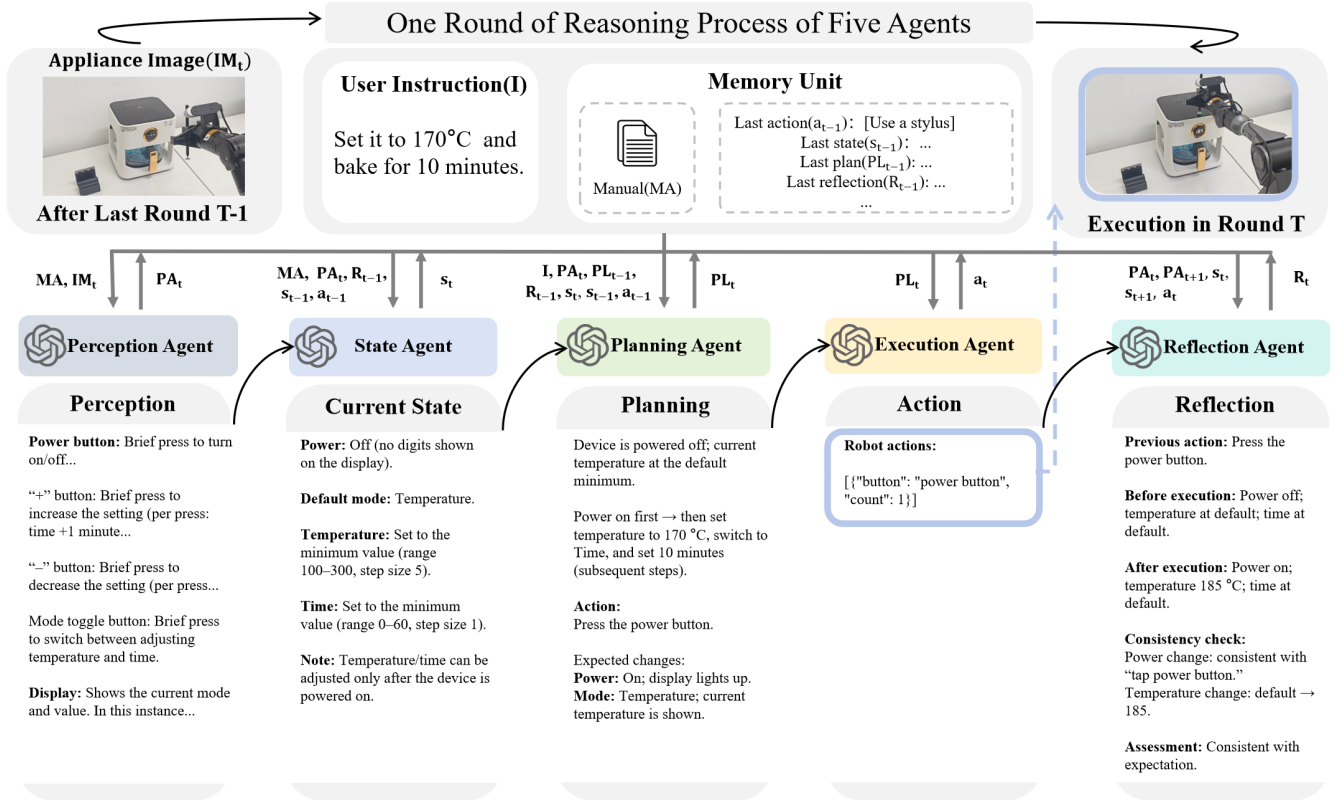 One Round of Reasoning Process of Five Agents
Appliance Image(IMₜ)
After Last Round T-1
User Instruction(I)
Set it to 170°C and
bake for 10 minutes.
Memory Unit
Manual(MA)
Last action(aₜ₋₁): [Use a stylus]
Last state(sₜ₋₁): ...
Last plan(PLₜ₋₁): ...
Last reflection(Rₜ₋₁): ...
...
Execution in Round T
MA, IMₜ
PAₜ
MA, PAₜ, Rₜ₋₁,
sₜ₋₁, aₜ₋₁
sₜ
I, PAₜ, PLₜ₋₁,
Rₜ₋₁, sₜ, sₜ₋₁, aₜ₋₁
PLₜ
PLₜ
aₜ
PAₜ, PAₜ₊₁, sₜ,
sₜ₊₁, aₜ
Rₜ
Perception Agent
State Agent
Planning Agent
Execution Agent
Reflection Agent
Perception
Power button: Brief press to turn
on/off...
“+” button: Brief press to
increase the setting (per press:
time +1 minute...
“–” button: Brief press to
decrease the setting (per press...
Mode toggle button: Brief press
to switch between adjusting
temperature and time.
Display: Shows the current mode
and value. In this instance...
Current State
Power: Off (no digits shown
on the display).
Default mode: Temperature.
Temperature: Set to the
minimum value (range
100–300, step size 5).
Time: Set to the minimum
value (range 0–60, step size 1).
Note: Temperature/time can be
adjusted only after the device is
powered on.
Planning
Device is powered off; current
temperature at the default
minimum.
Power on first → then set
temperature to 170 °C, switch to
Time, and set 10 minutes
(subsequent steps).
Action:
Press the power button.
Expected changes:
Power: On; display lights up.
Mode: Temperature; current
temperature is shown.
Action
Robot actions:
[{"button": "power button",
"count": 1}]
Reflection
Previous action: Press the
power button.
Before execution: Power off;
temperature at default; time at
default.
After execution: Power on;
temperature 185 °C; time at
default.
Consistency check:
Power change: consistent with
“tap power button.”
Temperature change: default →
185.
Assessment: Consistent with
expectation.